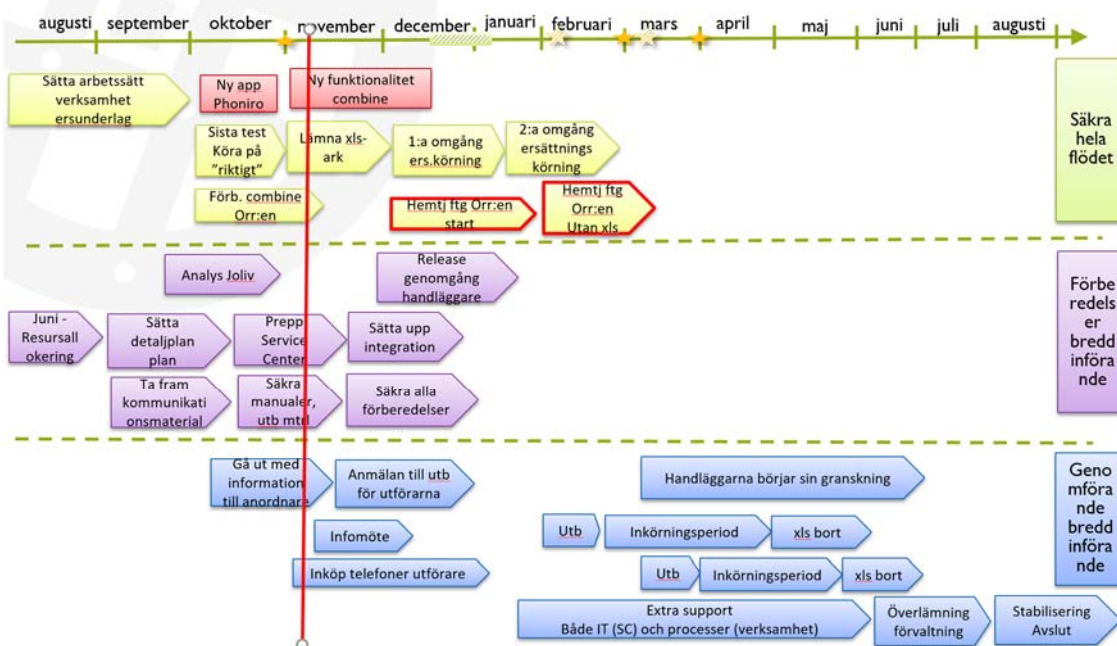 augusti september oktober november december januari februari mars april maj juni juli augusti
Sätta arbetssätt
verksamhet
ersunderlag
Ny app
Phoniro
Ny funktionalitet
combine
Sista test
Köra på
”riktigt”
Lämna xls-
ark
1:a omgång
ers.körning
2:a omgång
ersättnings
körning
Förb. combine
Orr:en
Hemtj ftg Orr:en
start
Hemtj ftg
Orr:en
Utan xls
Säkra
hela
flödet
Analys Joliv
Release
genomgång
handläggare
Juni -
Resursall
okering
Sätta
detaljplan
plan
Prepp
Service
Center
Sätta upp
integration
Ta fram
kommunikati
onsmaterial
Säkra
manualer,
utb mtrl
Säkra alla
förberedelser
Förbe
redels
er
bredd
införa
nde
Gå ut med
information
till anordnare
Anmälan till utb
för utförarna
Handläggarna börjar sin granskning
Infomöte
Utb
Inkörningsperiod
xls bort
Inköp telefoner utförare
Utb
Inkörningsperiod
xls bort
Extra support
Både IT (SC) och processer (verksamhet)
Överlämning
förvaltning
Stabilisering
Avslut
Geno
mföra
nde
bredd
införa
nde